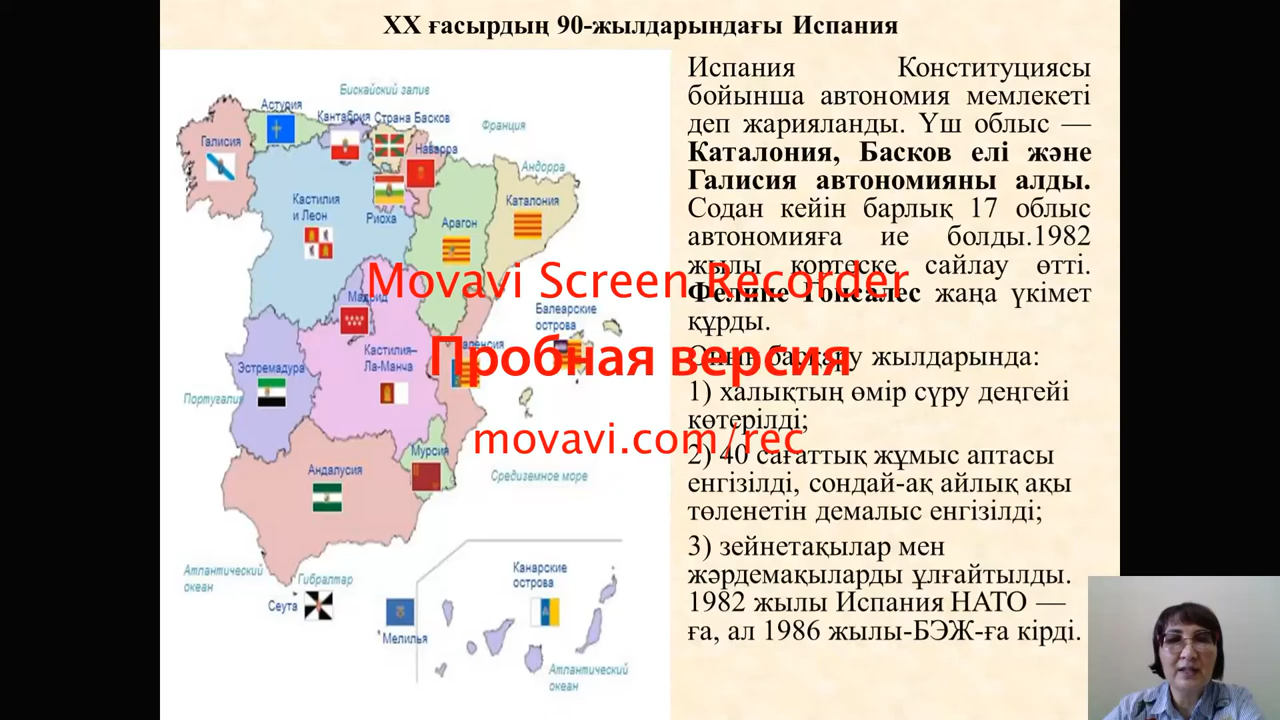 XX ғасырдың 90-жылдарындағы Испания
Бискайский залив
Астурия
Кантабрия
Страна Басков
Франция
Галисия
Наварра
Андорра
Кастилия
и Леон
Риоха
Арагон
Каталония
Мадрид
Балеарские
острова
Валенсия
Кастилия–
Ла-Манча
Эстремадура
Португалия
Мурсия
Андалусия
Средиземное море
Атлантический
океан
Гибралтар
Сеута
Мелилья
Канарские
острова
Атлантический
океан
Испания Конституциясы
бойынша автономия мемлекеті
деп жарияланды. Үш облыс —
Каталония, Басков елі және
Галисия автономияны алды.
Содан кейін барлық 17 облыс
автономияға ие болды.1982
жылы кортеске сайлау өтті.
Фелипе Гонсалес жаңа үкімет
құрды.
Оның басқару жылдарында:
1) халықтың өмір сүру деңгейі
көтерілді;
2) 40 сағаттық жұмыс аптасы
енгізілді, сондай-ақ айлық ақы
төленетін демалыс енгізілді;
3) зейнетақылар мен
жәрдемақыларды ұлғайтылды.
1982 жылы Испания НАТО —
ға, ал 1986 жылы-БЭЖ-ға кірді.
Movavi Screen Recorder
Пробная версия
movavi.com/rec